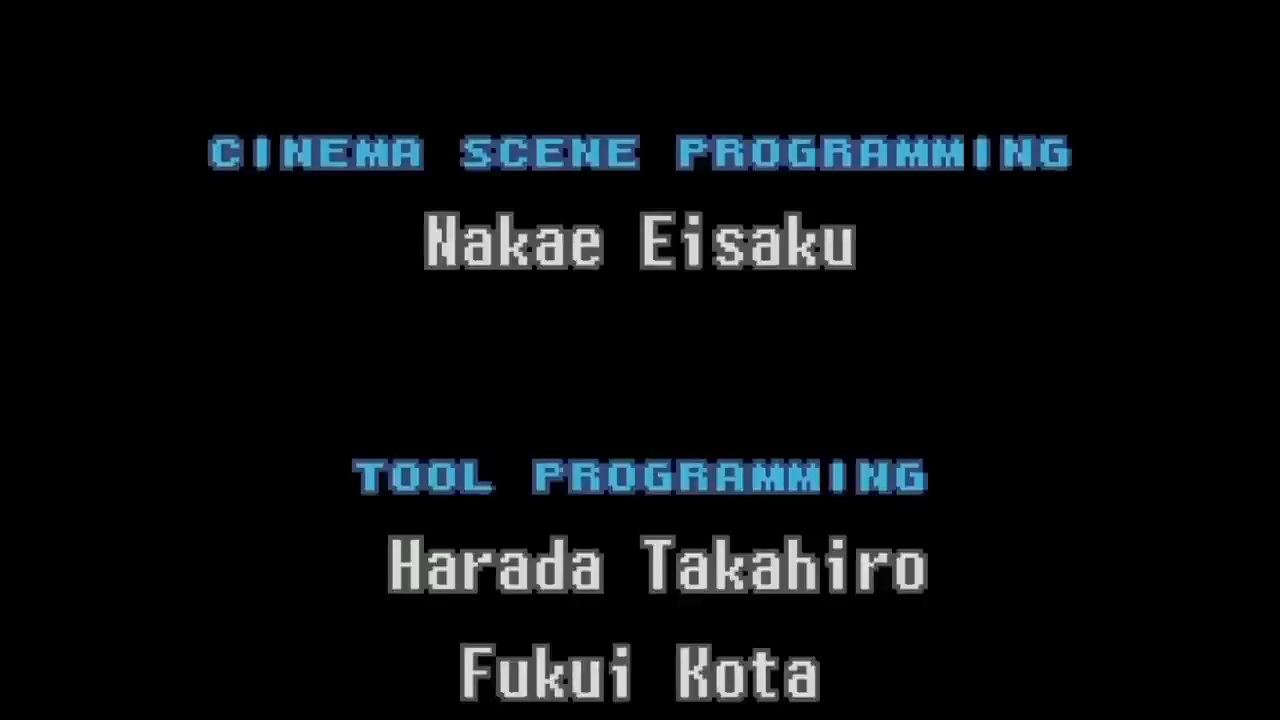 CINEMA SCENE PROGRAMMING
Nakae Eisaku
TOOL PROGRAMMING
Harada Takahiro
Fukui Kota